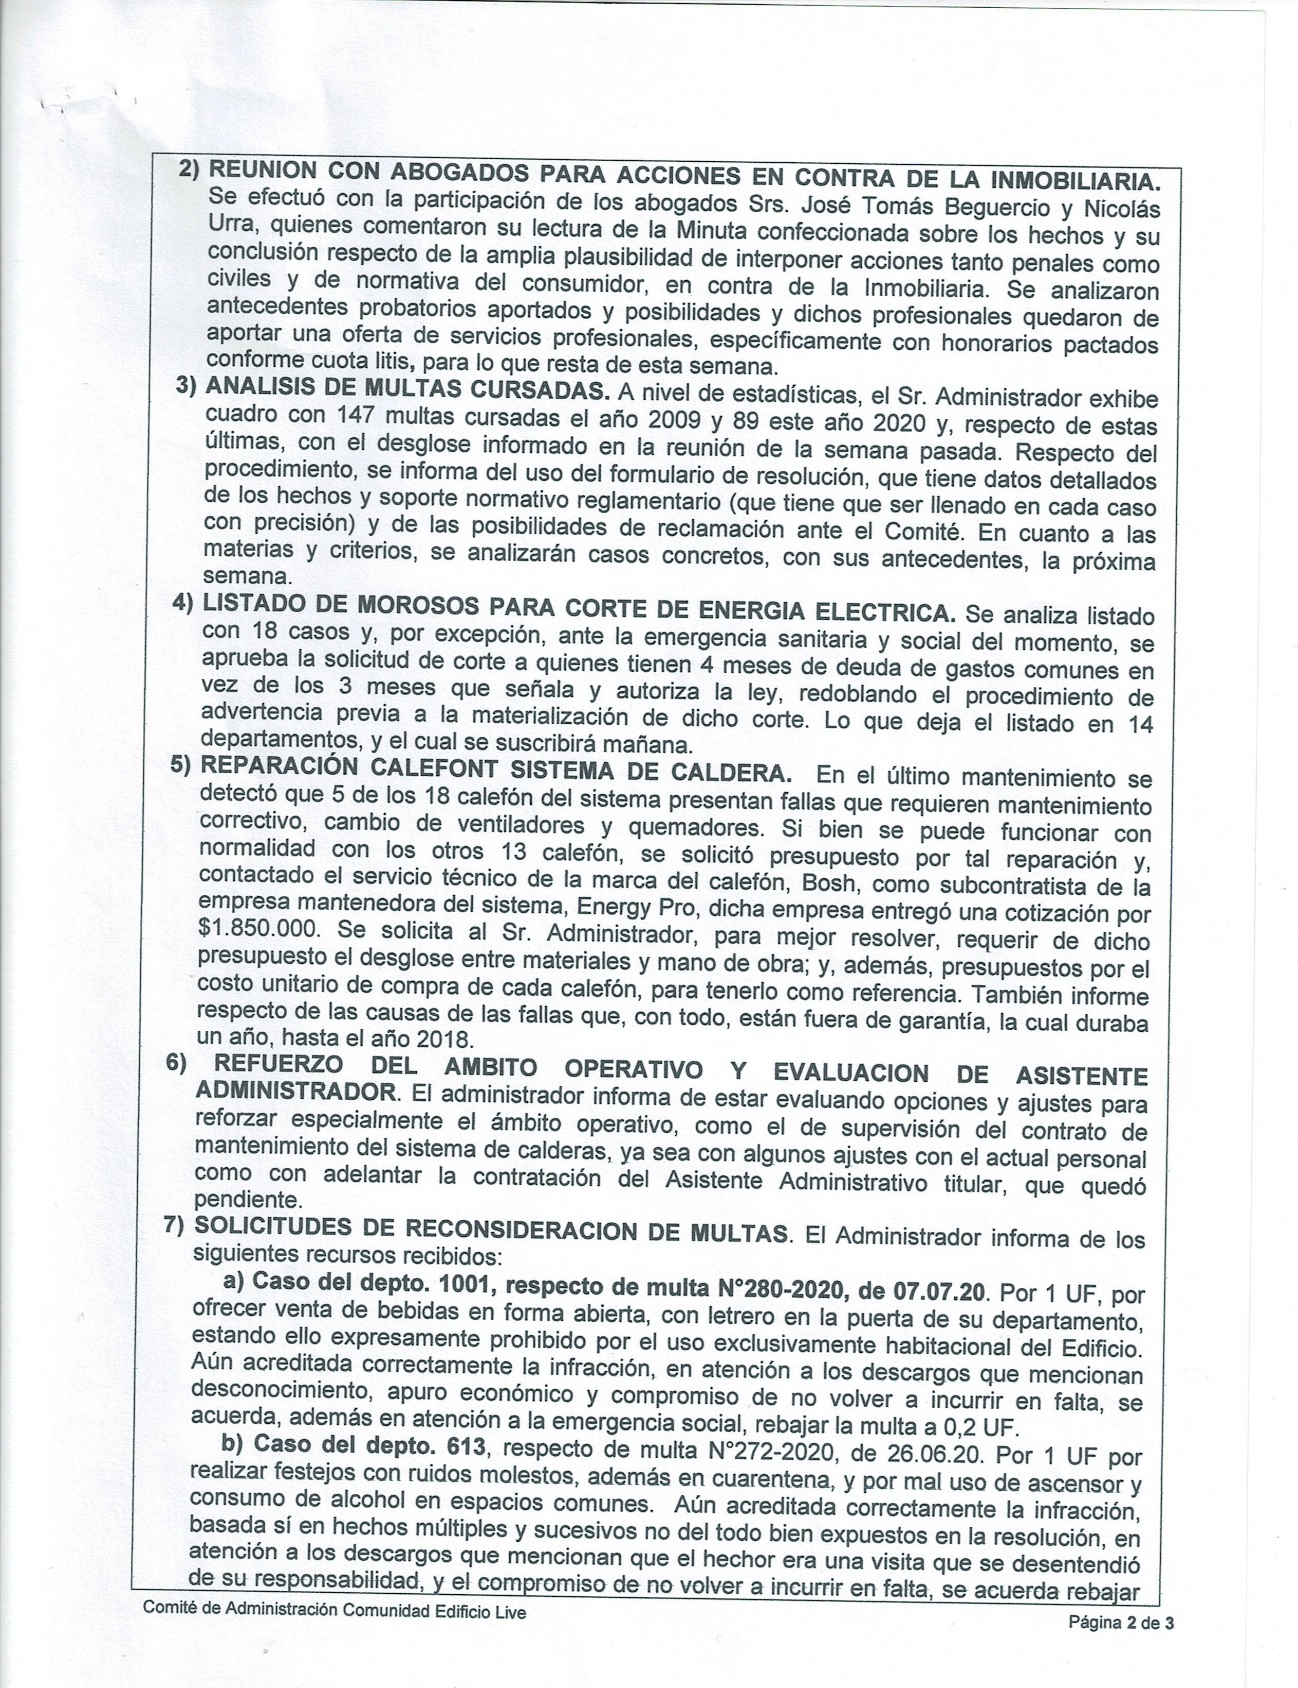 2) REUNION CON ABOGADOS PARA ACCIONES EN CONTRA DE LA INMOBILIARIA.
Se efectuó con la participación de los abogados Srs. José Tomás Beguercio y Nicolás
Urra, quienes comentaron su lectura de la Minuta confeccionada sobre los hechos y su
conclusión respecto de la amplia plausibilidad de interponer acciones tanto penales como
civiles y de normativa del consumidor, en contra de la Inmobiliaria. Se analizaron
antecedentes probatorios aportados y posibilidades y dichos profesionales quedaron de
aportar una oferta de servicios profesionales, específicamente con honorarios pactados
conforme cuota litis, para lo que resta de esta semana.
3) ANALISIS DE MULTAS CURSADAS. A nivel de estadísticas, el Sr. Administrador exhibe
cuadro con 147 multas cursadas el año 2009 y 89 este año 2020 y, respecto de estas
últimas, con el desglose informado en la reunión de la semana pasada. Respecto del
procedimiento, se informa del uso del formulario de resolución, que tiene datos detallados
de los hechos y soporte normativo reglamentario (que tiene que ser llenado en cada caso
con precisión) y de las posibilidades de reclamación ante el Comité. En cuanto a las
materias y criterios, se analizarán casos concretos, con sus antecedentes, la próxima
semana.
4) LISTADO DE MOROSOS PARA CORTE DE ENERGIA ELECTRICA. Se analiza listado
con 18 casos y, por excepción, ante la emergencia sanitaria y social del momento, se
aprueba la solicitud de corte a quienes tienen 4 meses de deuda de gastos comunes en
vez de los 3 meses que señala y autoriza la ley, redoblando el procedimiento de
advertencia previa a la materialización de dicho corte. Lo que deja el listado en 14
departamentos, y el cual se suscribirá mañana.
5) REPARACIÓN CALEFONT SISTEMA DE CALDERA. En el último mantenimiento se
detectó que 5 de los 18 calefón del sistema presentan fallas que requieren mantenimiento
correctivo, cambio de ventiladores y quemadores. Si bien se puede funcionar con
normalidad con los otros 13 calefón, se solicitó presupuesto por tal reparación y,
contactado el servicio técnico de la marca del calefón, Bosh, como subcontratista de la
empresa mantenedora del sistema, Energy Pro, dicha empresa entregó una cotización por
$1.850.000. Se solicita al Sr. Administrador, para mejor resolver, requerir de dicho
presupuesto el desglose entre materiales y mano de obra; y, además, presupuestos por el
costo unitario de compra de cada calefón, para tenerlo como referencia. También informe
respecto de las causas de las fallas que, con todo, están fuera de garantía, la cual duraba
un año, hasta el año 2018.
6) REFUERZO DEL AMBITO OPERATIVO Y EVALUACION DE ASISTENTE
ADMINISTRADOR. El administrador informa de estar evaluando opciones y ajustes para
reforzar especialmente el ámbito operativo, como el de supervisión del contrato de
mantenimiento del sistema de calderas, ya sea con algunos ajustes con el actual personal
como con adelantar la contratación del Asistente Administrativo titular, que quedó
pendiente.
7) SOLICITUDES DE RECONSIDERACION DE MULTAS. El Administrador informa de los
siguientes recursos recibidos:
a) Caso del depto. 1001, respecto de multa N°280-2020, de 07.07.20. Por 1 UF, por
ofrecer venta de bebidas en forma abierta, con letrero en la puerta de su departamento,
estando ello expresamente prohibido por el uso exclusivamente habitacional del Edificio.
Aún acreditada correctamente la infracción, en atención a los descargos que mencionan
desconocimiento, apuro económico y compromiso de no volver a incurrir en falta, se
acuerda, además en atención a la emergencia social, rebajar la multa a 0,2 UF.
b) Caso del depto. 613, respecto de multa N°272-2020, de 26.06.20. Por 1 UF por
realizar festejos con ruidos molestos, además en cuarentena, y por mal uso de ascensor y
consumo de alcohol en espacios comunes. Aún acreditada correctamente la infracción,
basada sí en hechos múltiples y sucesivos no del todo bien expuestos en la resolución, en
atención a los descargos que mencionan que el hechor era una visita que se desentendió
de su responsabilidad, y el compromiso de no volver a incurrir en falta, se acuerda rebajar
Comité de Administración Comunidad Edificio Live
Página 2 de 3